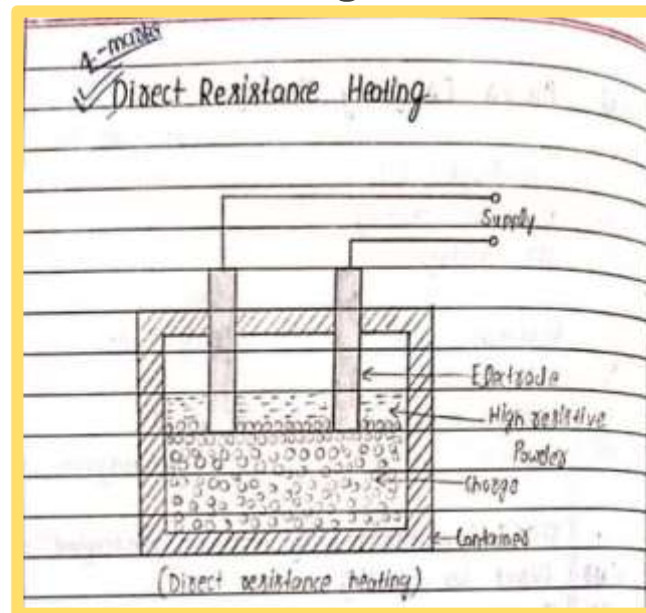 4-marks
Direct Resistance Heating
Supply
Electrode
High resistive
Powder
Charge
Container
(Direct resistance heating)